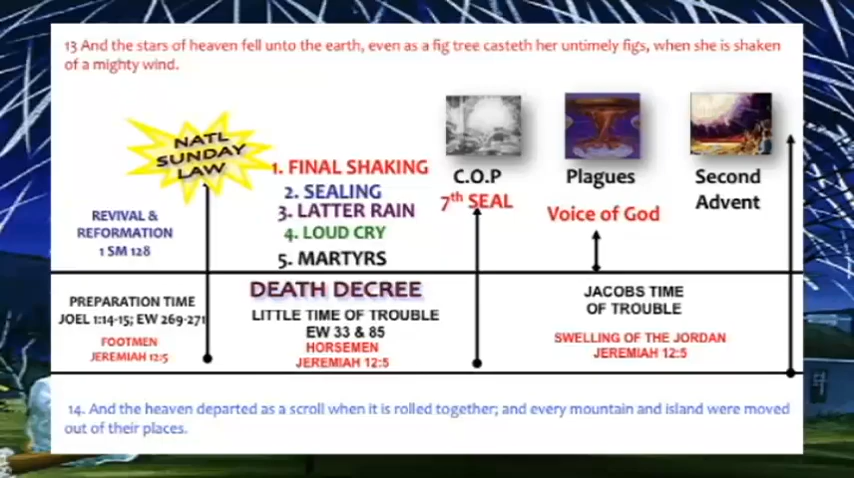 13 And the stars of heaven fell unto the earth, even as a fig tree casteth her untimely figs, when she is shaken
of a mighty wind.
NATL
SUNDAY
LAW
1. FINAL SHAKING
2. SEALING
3. LATTER RAIN
4. LOUD CRY
5. MARTYRS
C.O.P
7th SEAL
Plagues
Voice of God
Second
Advent
REVIVAL &
REFORMATION
1 SM 128
PREPARATION TIME
JOEL 1:14-15; EW 269-271
FOOTMEN
JEREMIAH 12:5
DEATH DECREE
LITTLE TIME OF TROUBLE
EW 33 & 85
HORSEMEN
JEREMIAH 12:5
JACOBS TIME
OF TROUBLE
SWELLING OF THE JORDAN
JEREMIAH 12:5
14. And the heaven departed as a scroll when it is rolled together; and every mountain and island were moved
out of their places.